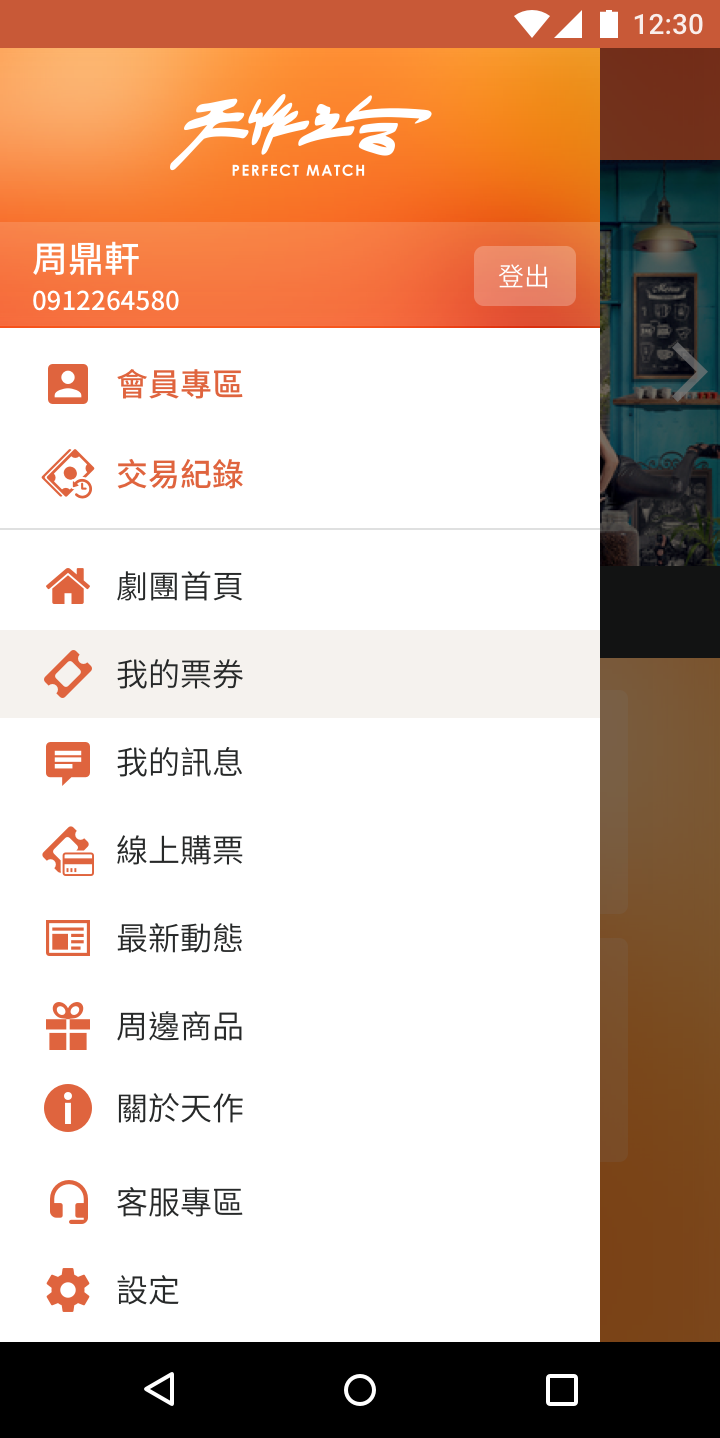 12:30
天作之合
PERFECT MATCH
周鼎軒
0912264580
登出
會員專區
交易紀錄
劇團首頁
我的票券
我的訊息
線上購票
最新動態
周邊商品
關於天作
客服專區
設定
Menu